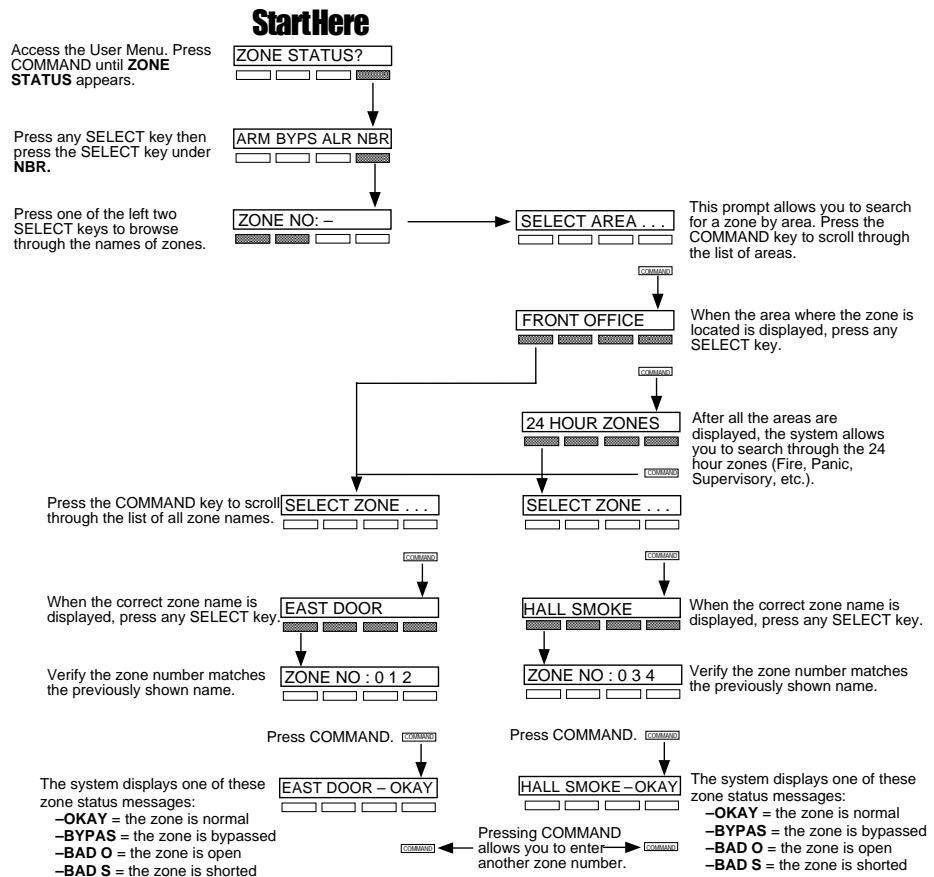 StartHere
Access the User Menu. Press
COMMAND until ZONE
STATUS appears.
ZONE STATUS?
Press any SELECT key then
press the SELECT key under
NBR.
ARM BYPS ALR NBR
Press one of the left two
SELECT keys to browse
through the names of zones.
ZONE NO: –
SELECT AREA . . .
This prompt allows you to search
for a zone by area. Press the
COMMAND key to scroll through
the list of areas.
COMMAND
FRONT OFFICE
When the area where the zone is
located is displayed, press any
SELECT key.
COMMAND
24 HOUR ZONES
After all the areas are
displayed, the system allows
you to search through the 24
hour zones (Fire, Panic,
Supervisory, etc.).
COMMAND
Press the COMMAND key to scroll
through the list of all zone names.
SELECT ZONE . . .
SELECT ZONE . . .
COMMAND
COMMAND
When the correct zone name is
displayed, press any SELECT key.
EAST DOOR
HALL SMOKE
When the correct zone name is
displayed, press any SELECT key.
Verify the zone number matches
the previously shown name.
ZONE NO : 0 1 2
ZONE NO : 0 3 4
Verify the zone number matches
the previously shown name.
Press COMMAND. COMMAND
Press COMMAND. COMMAND
The system displays one of these
zone status messages:
–OKAY = the zone is normal
–BYPAS = the zone is bypassed
–BAD O = the zone is open
–BAD S = the zone is shorted
EAST DOOR – OKAY
HALL SMOKE – OKAY
The system displays one of these
zone status messages:
–OKAY = the zone is normal
–BYPAS = the zone is bypassed
–BAD O = the zone is open
–BAD S = the zone is shorted
COMMAND
Pressing COMMAND
allows you to enter
another zone number.
COMMAND